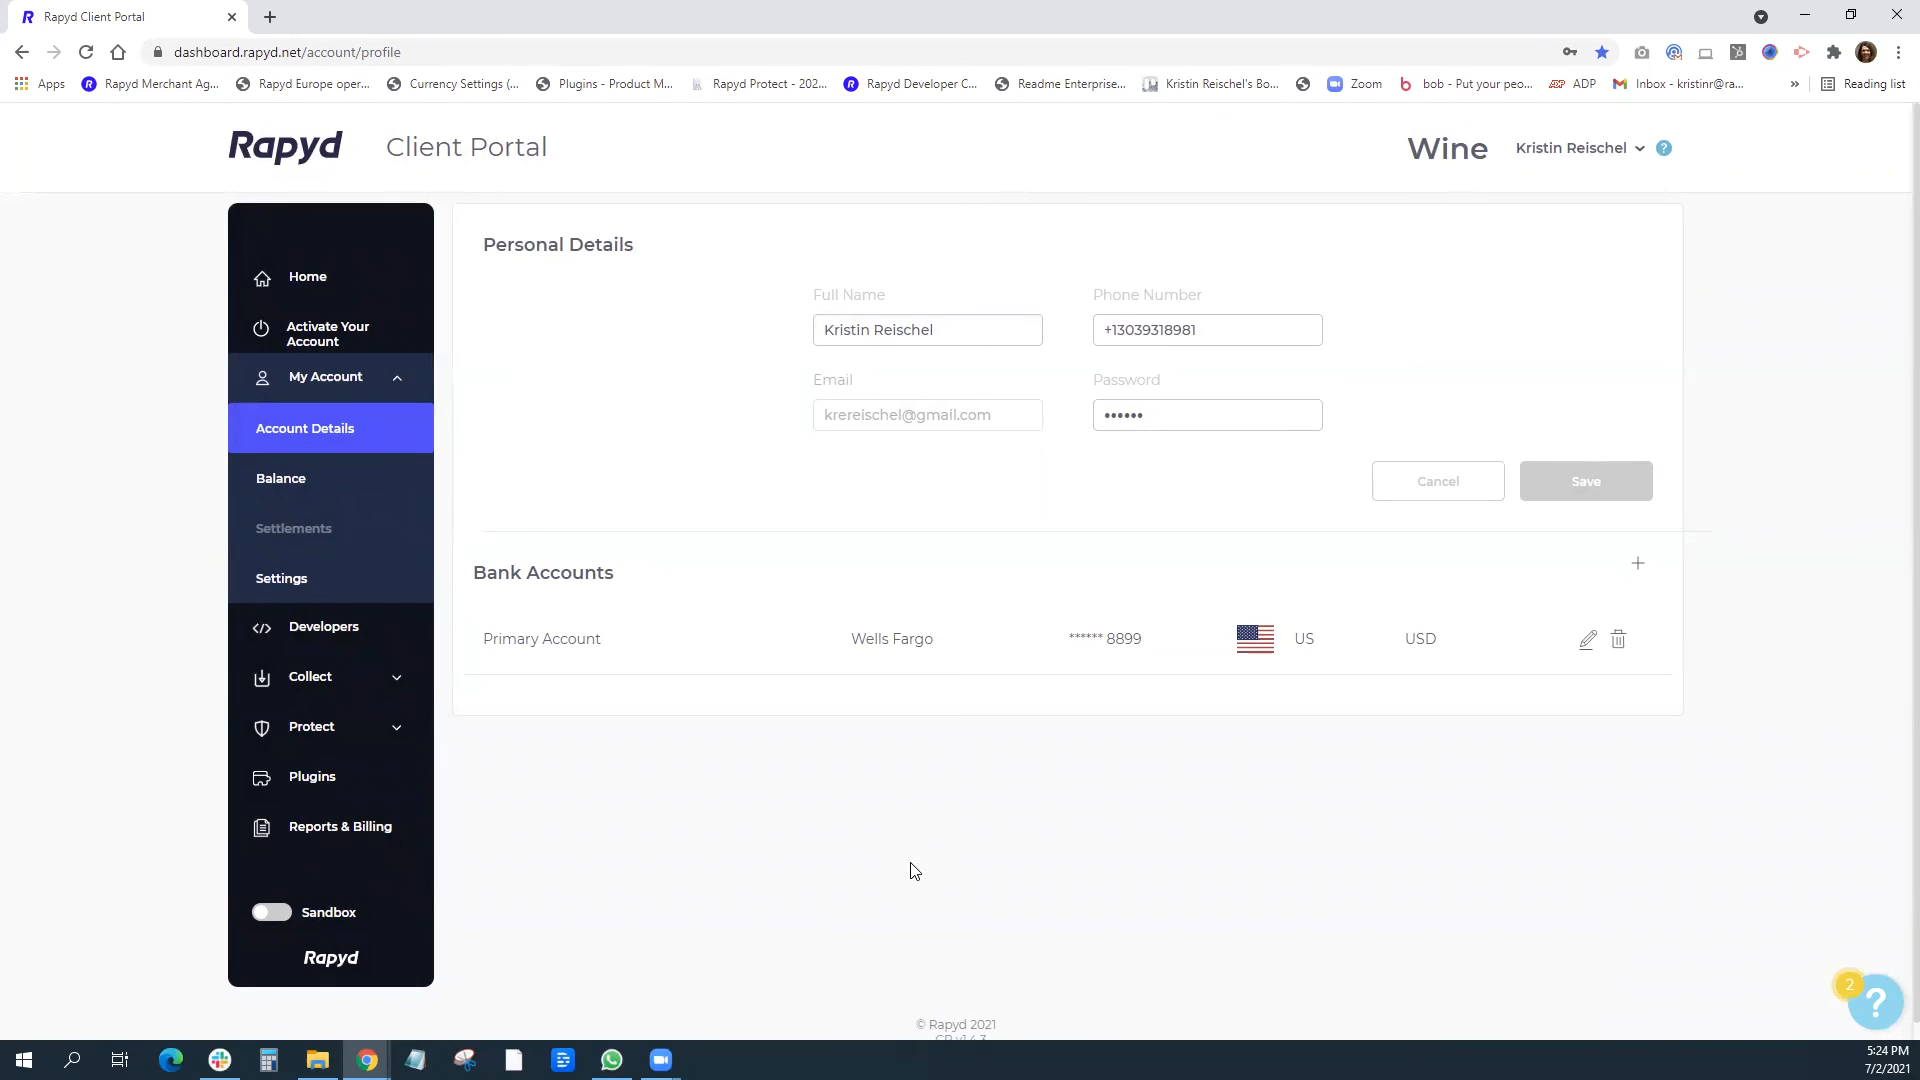 Rapyd Client Portal
dashboard.rapyd.net/account/profile
Apps
Rapyd Merchant Ag...
Rapyd Europe oper...
Currency Settings (...
Plugins - Product M...
Rapyd Protect - 202...
Rapyd Developer C...
Readme Enterprise...
Kristin Reischel's Bo...
Zoom
bob - Put your peo...
ADP
Inbox - kristinr@ra...
»
Reading list
Rapyd
Client Portal
Wine
Kristin Reischel
?
Home
Activate Your
Account
My Account
Account Details
Balance
Settlements
Settings
Developers
Collect
Protect
Plugins
Reports & Billing
Sandbox
Rapyd
Personal Details
Full Name
Phone Number
Kristin Reischel
+13039318981
Email
Password
krereischel@gmail.com
••••••
Cancel
Save
Bank Accounts
+
Primary Account
Wells Fargo
****** 8899
US
USD
2
?
© Rapyd 2021
CP v1.4.3
5:24 PM
7/2/2021